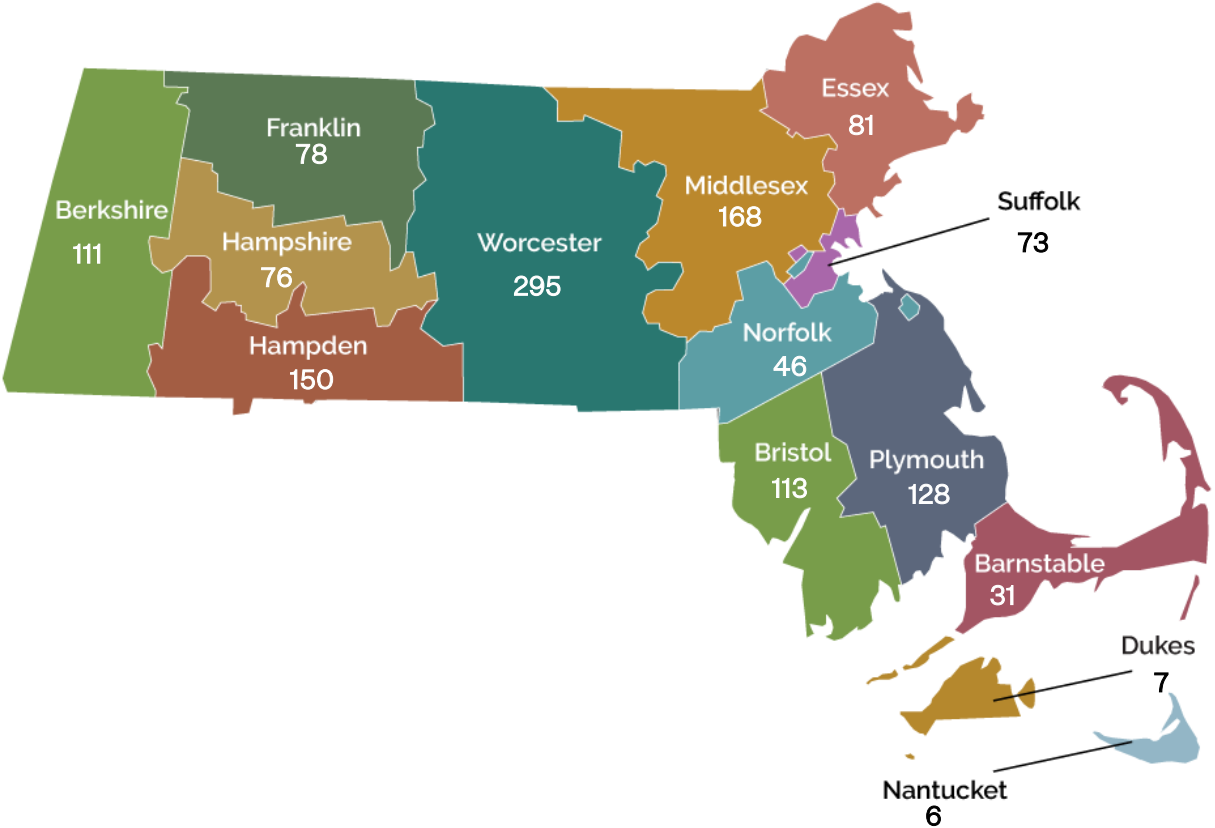 Essex
81
Franklin
78
Middlesex
168
Suffolk
73
Berkshire
111
Hampshire
76
Worcester
295
Norfolk
46
Hampden
150
Bristol
113
Plymouth
128
Barnstable
31
Dukes
7
Nantucket
6